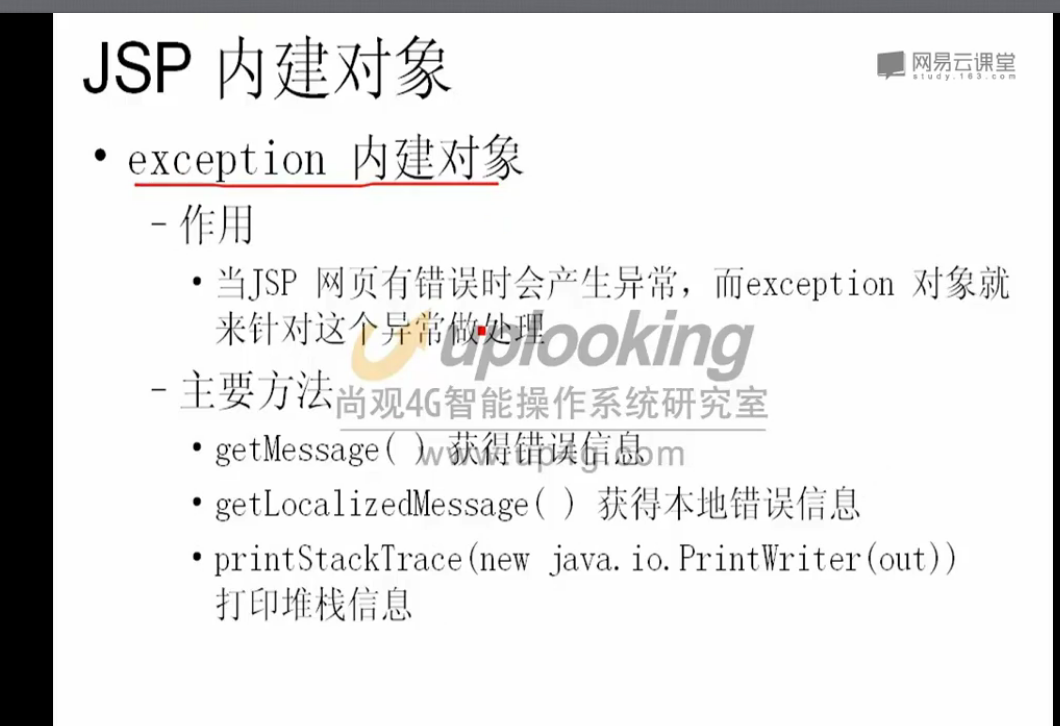 JSP 内建对象
网易云课堂
study.163.com
• exception 内建对象
– 作用
• 当JSP 网页有错误时会产生异常，而exception 对象就
来针对这个异常做处理
uplooking
– 主要方法
尚观4G智能操作系统研究室
• getMessage( ) 获得错误信息
www.up4g.com
• getLocalizedMessage( ) 获得本地错误信息
• printStackTrace(new java.io.PrintWriter(out))
打印堆栈信息